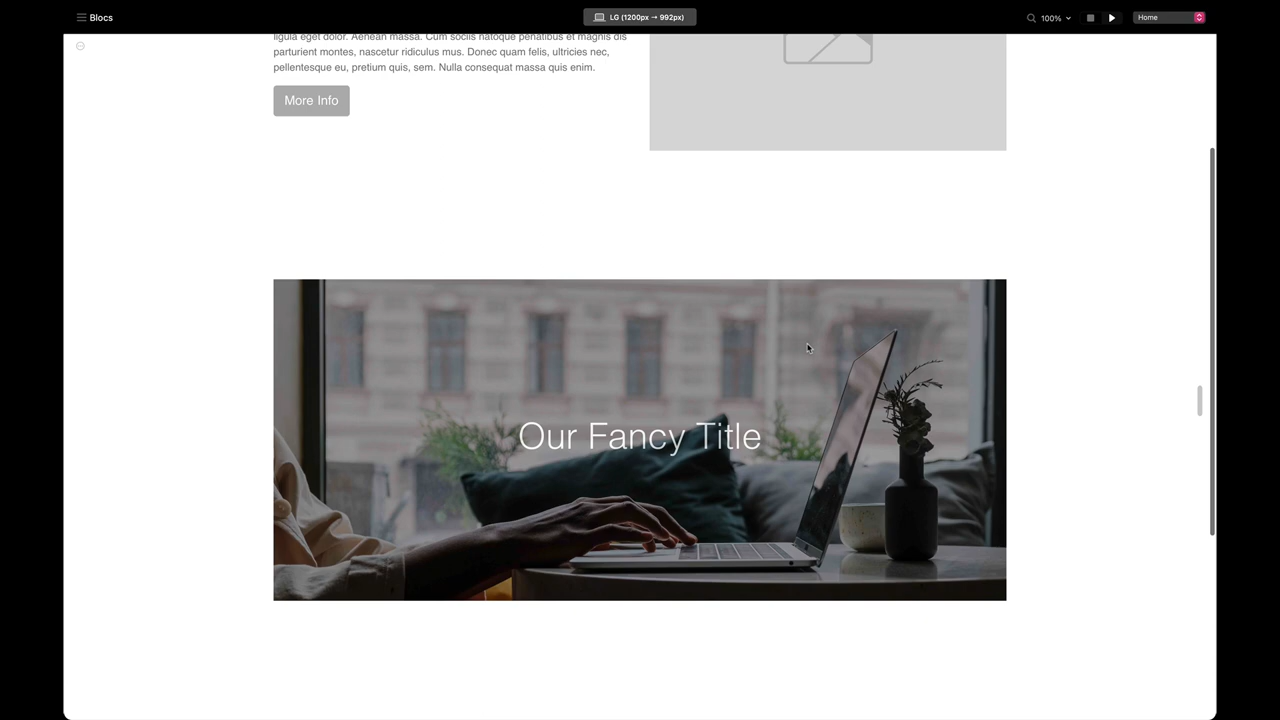 Blocs
LG (1200px → 992px)
100%
Home
ligula eget dolor. Aenean massa. Cum sociis natoque penatibus et magnis dis
parturient montes, nascetur ridiculus mus. Donec quam felis, ultricies nec,
pellentesque eu, pretium quis, sem. Nulla consequat massa quis enim.
More Info
Our Fancy Title